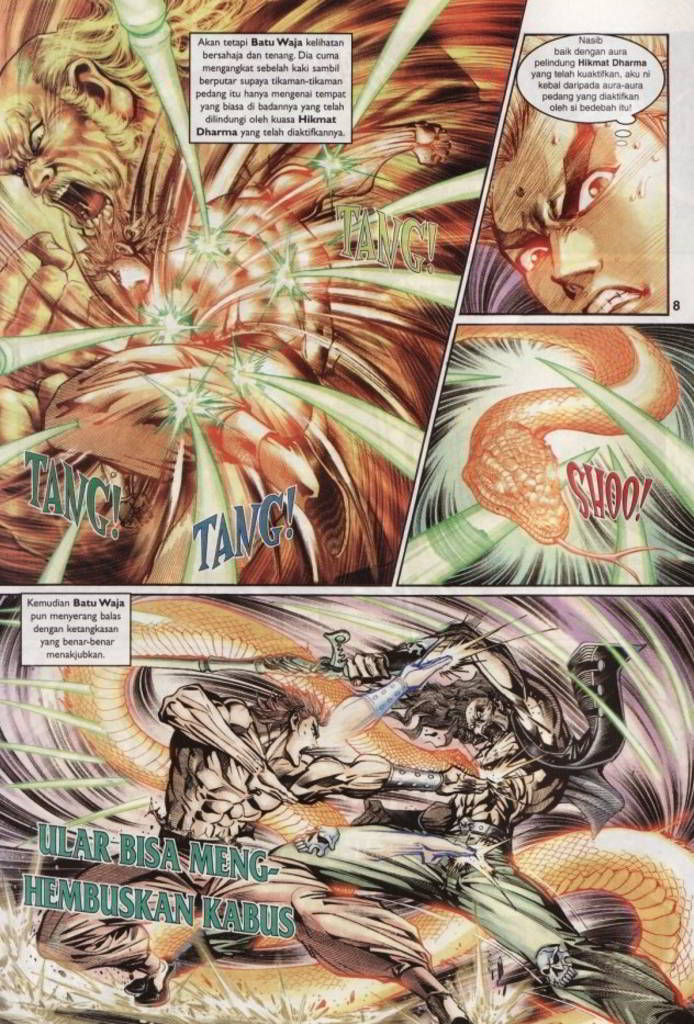 Akan tetapi Batu Waja kelihatan
bersahaja dan tenang. Dia cuma
mengangkat sebelah kaki sambil
berputar supaya tikaman-tikaman
pedang itu hanya mengenai tempat
yang biasa di badannya yang telah
dilindungi oleh kuasa Hikmat
Dharma yang telah diaktifkannya.
TANG!
TANG!
TANG!
Nasib
baik dengan aura
pelindung Hikmat Dharma
yang telah kuaktifkan, aku ni
kebal daripada aura-aura
pedang yang diaktifkan
oleh si bedebah itu!
8
SHOO!
Kemudian Batu Waja
pun menyerang balas
dengan ketangkasan
yang benar-benar
menakjubkan.
ULAR BISA MENG-
HEMBUSKAN KABUS